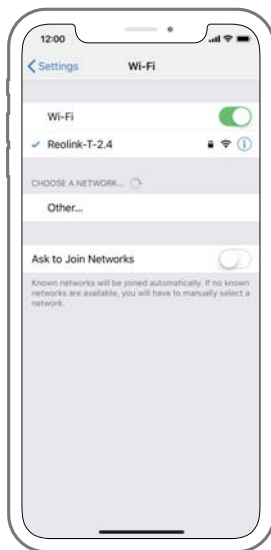 12:00
Settings Wi-Fi
Wi-Fi
Reolink-T-2.4
CHOOSE A NETWORK...
Other...
Ask to Join Networks
Known networks will be joined automatically. If no known
networks are available, you will have to manually select a
network.